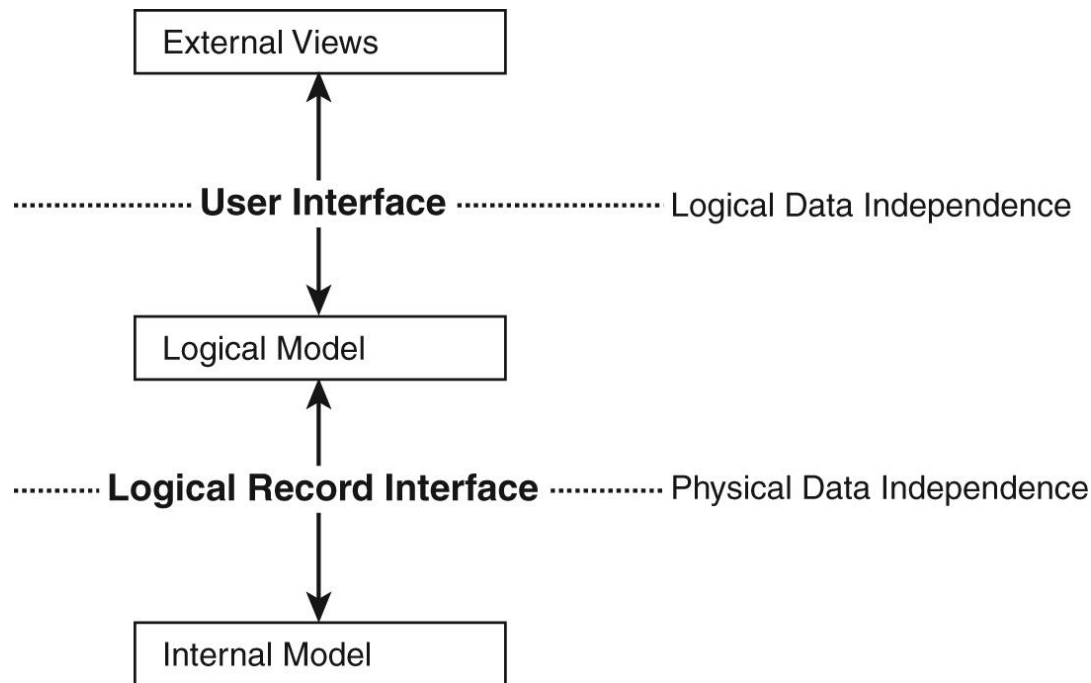 External Views
User Interface
Logical Data Independence
Logical Model
Logical Record Interface
Physical Data Independence
Internal Model